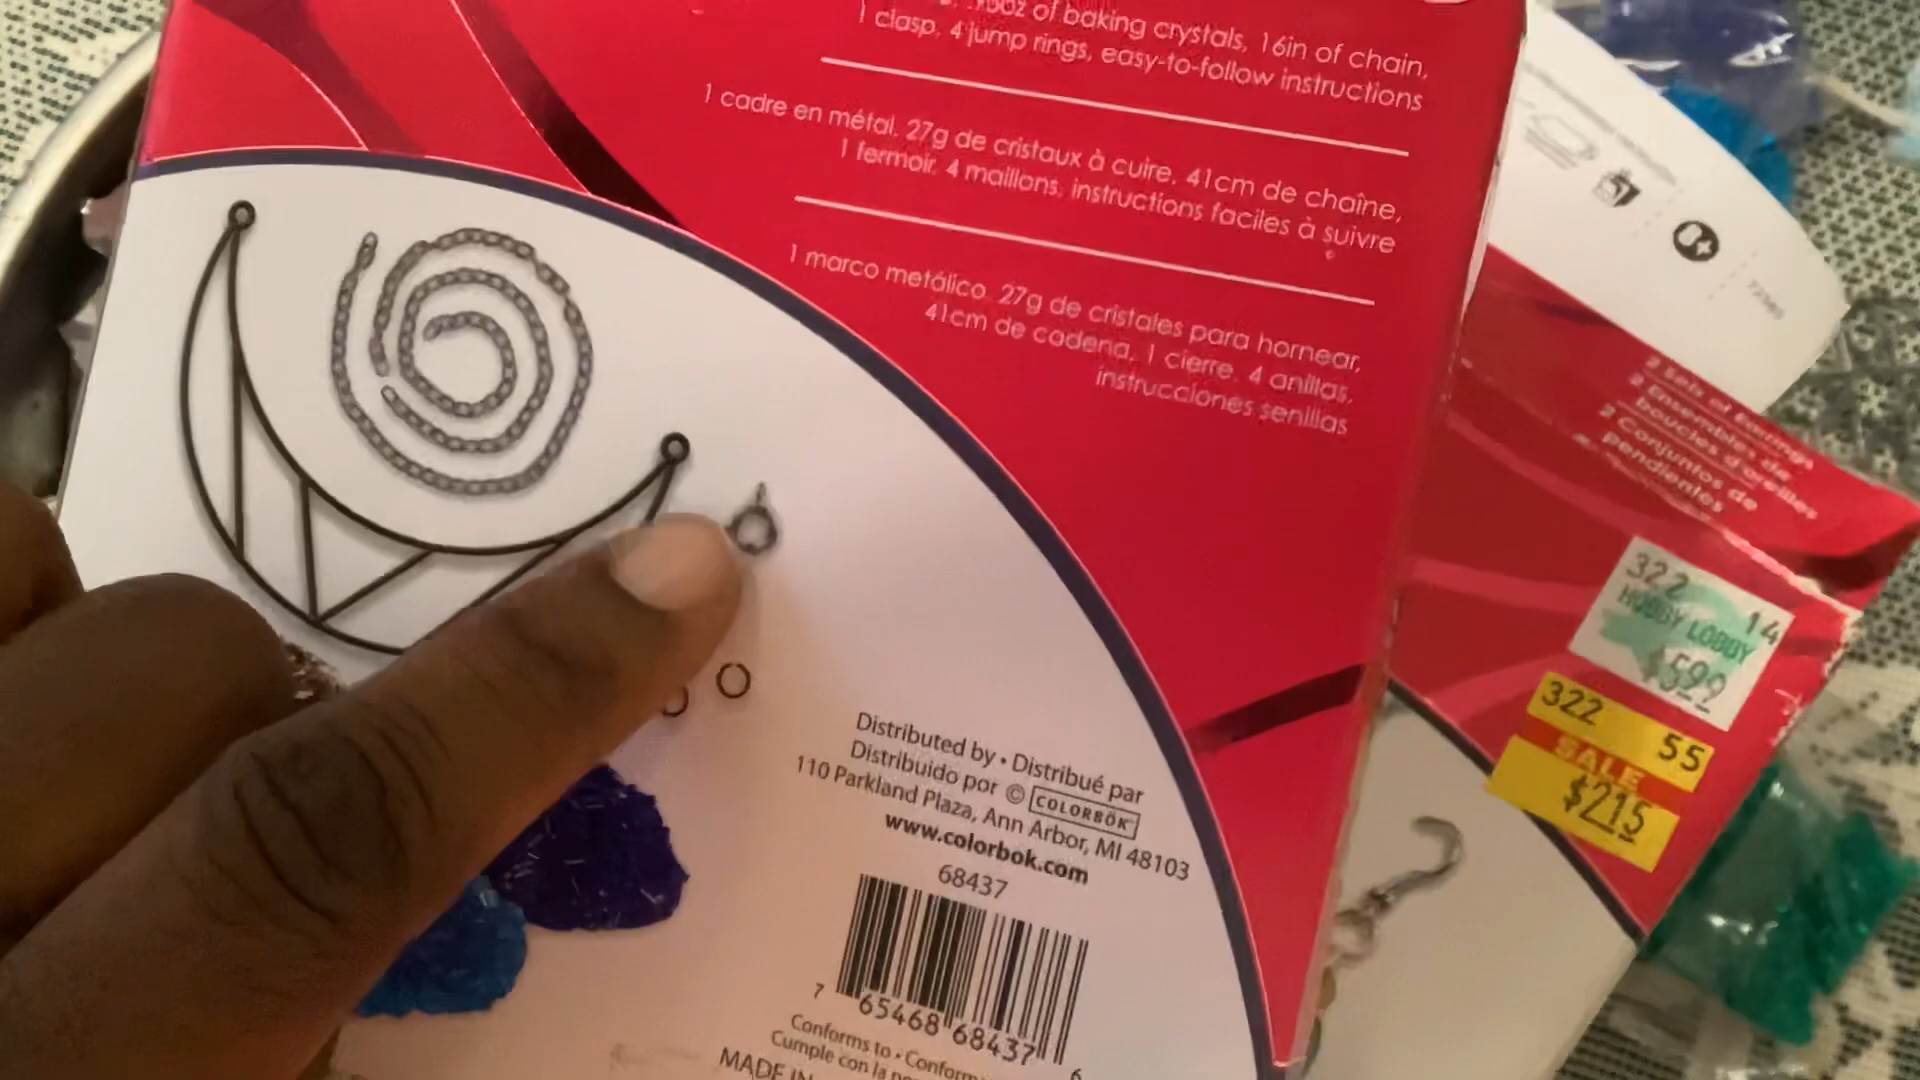 of baking crystals, 16in of chain,
1 clasp, 4 jump rings, easy-to-follow instructions
1 cadre en métal, 27g de cristaux à cuire, 41cm de chaîne,
1 fermoir, 4 maillons, instructions faciles à suivre
1 marco metálico, 27g de cristales para hornear,
41cm de cadena, 1 cierre, 4 anillas,
instrucciones senillas
Distributed by • Distribué par
Distribuido por © COLORBÖK
110 Parkland Plaza, Ann Arbor, MI 48103
www.colorbok.com
68437
7 65468 68437 6
Conforms to •
Cumple con la
MADE IN
2 Sets of Earrings
2 Ensembles de
boucles d'oreilles
2 Conjuntos de
pendientes
322 14
HOBBY LOBBY
$5.99
322 55
SALE
$2.15